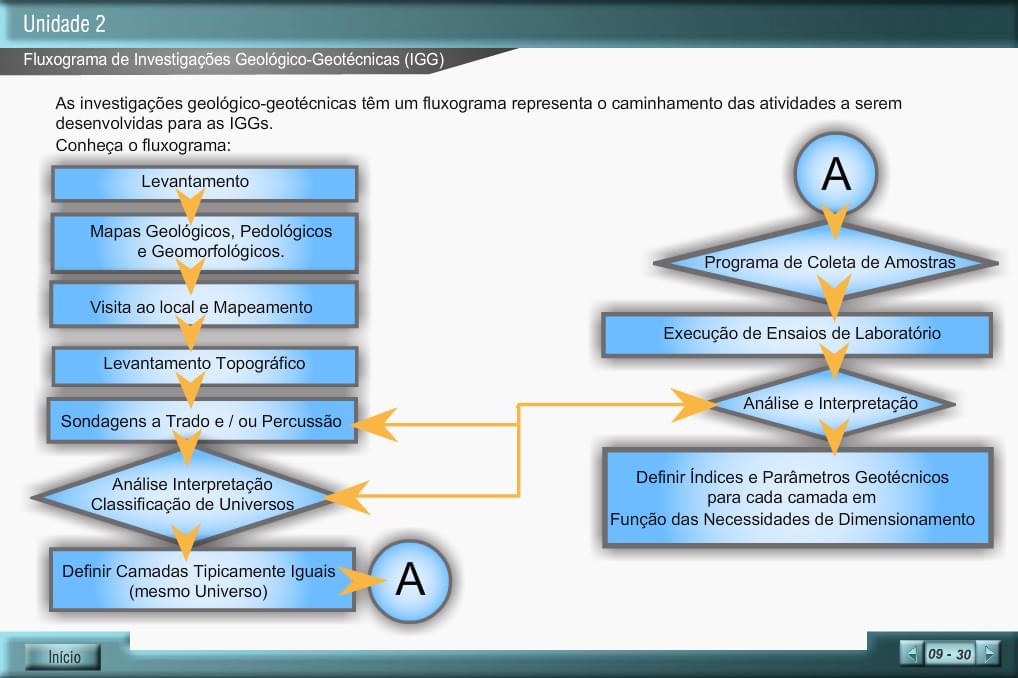 Unidade 2
Fluxograma de Investigações Geológico-Geotécnicas (IGG)
As investigações geológico-geotécnicas têm um fluxograma representa o caminhamento das atividades a serem
desenvolvidas para as IGGs.
Conheça o fluxograma:
Levantamento
Mapas Geológicos, Pedológicos
e Geomorfológicos.
Visita ao local e Mapeamento
Levantamento Topográfico
Sondagens a Trado e / ou Percussão
Análise Interpretação
Classificação de Universos
Definir Camadas Tipicamente Iguais
(mesmo Universo)
A
A
Programa de Coleta de Amostras
Execução de Ensaios de Laboratório
Análise e Interpretação
Definir Índices e Parâmetros Geotécnicos
para cada camada em
Função das Necessidades de Dimensionamento
Início
09 - 30